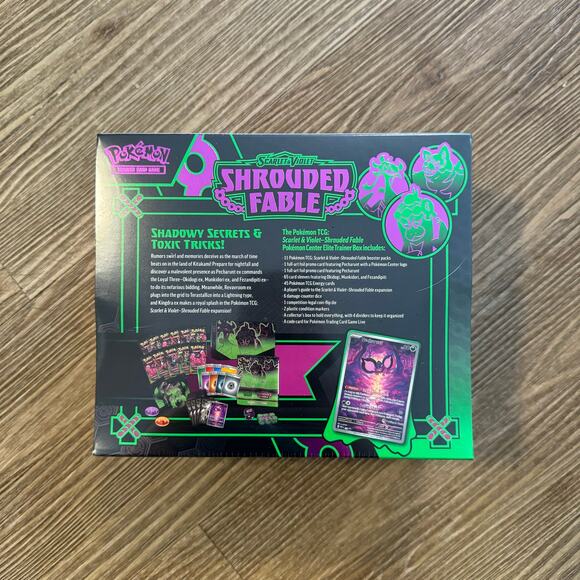 POKÉMON
TRADING CARD GAME
SCARLET & VIOLET
SHROUDED
FABLE
SHADOWY SECRETS &
TOXIC TRICKS!
Rumors swirl and memories deceive as the march of time
beats on in the land of Kitakami! Prepare for nightfall and
discover a malevolent presence as Pecharunt ex commands
the Loyal Three–Okidogi ex, Munkidori ex, and Fezandipiti ex–
to do its nefarious bidding. Meanwhile, Revavroom ex
plugs into the grid to Terastallize into a Lightning type,
and Kingdra ex makes a royal splash in the Pokémon TCG:
Scarlet & Violet–Shrouded Fable expansion!
The Pokémon TCG:
Scarlet & Violet–Shrouded Fable
Pokémon Center Elite Trainer Box includes:
• 11 Pokémon TCG: Scarlet & Violet–Shrouded Fable booster packs
• 1 full-art foil promo card featuring Pecharunt with a Pokémon Center logo
• 1 full-art foil promo card featuring Pecharunt
• 65 card sleeves featuring Okidogi, Munkidori, and Fezandipiti
• 45 Pokémon TCG Energy cards
• A player's guide to the Scarlet & Violet–Shrouded Fable expansion
• 6 damage-counter dice
• 1 competition-legal coin-flip die
• 2 plastic condition markers
• A collector's box to hold everything, with 4 dividers to keep it organized
• A code card for Pokémon Trading Card Game Live